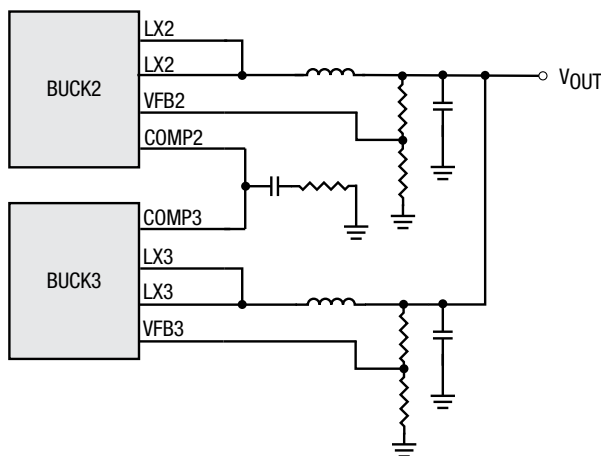 LX2
LX2
BUCK2
VFB2
COMP2
VOUT
COMP3
LX3
BUCK3
LX3
VFB3